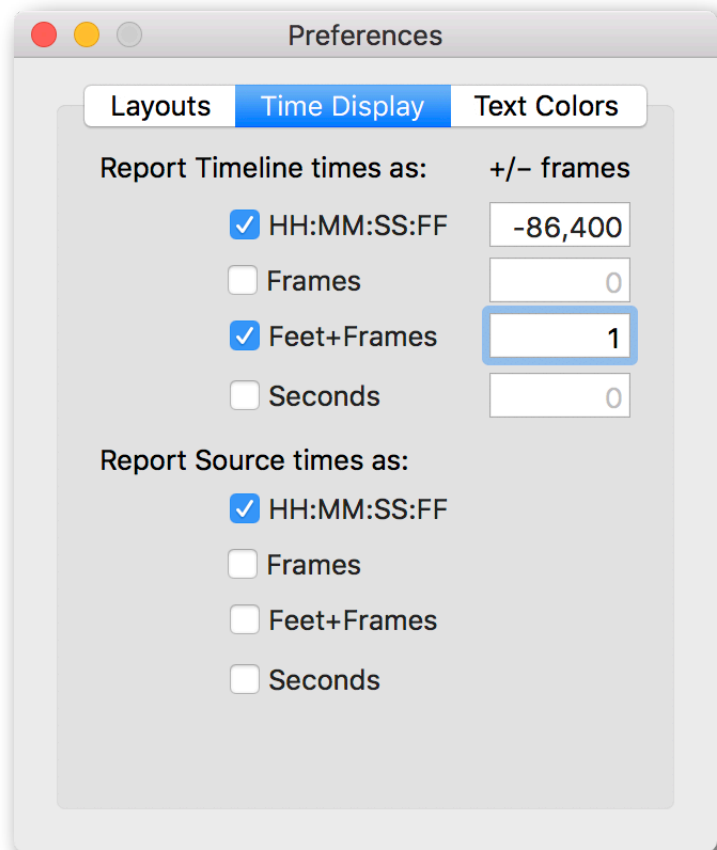 Preferences
Layouts Time Display Text Colors
Report Timeline times as: +/− frames
HH:MM:SS:FF -86,400
Frames 0
Feet+Frames 1
Seconds 0
Report Source times as:
HH:MM:SS:FF
Frames
Feet+Frames
Seconds